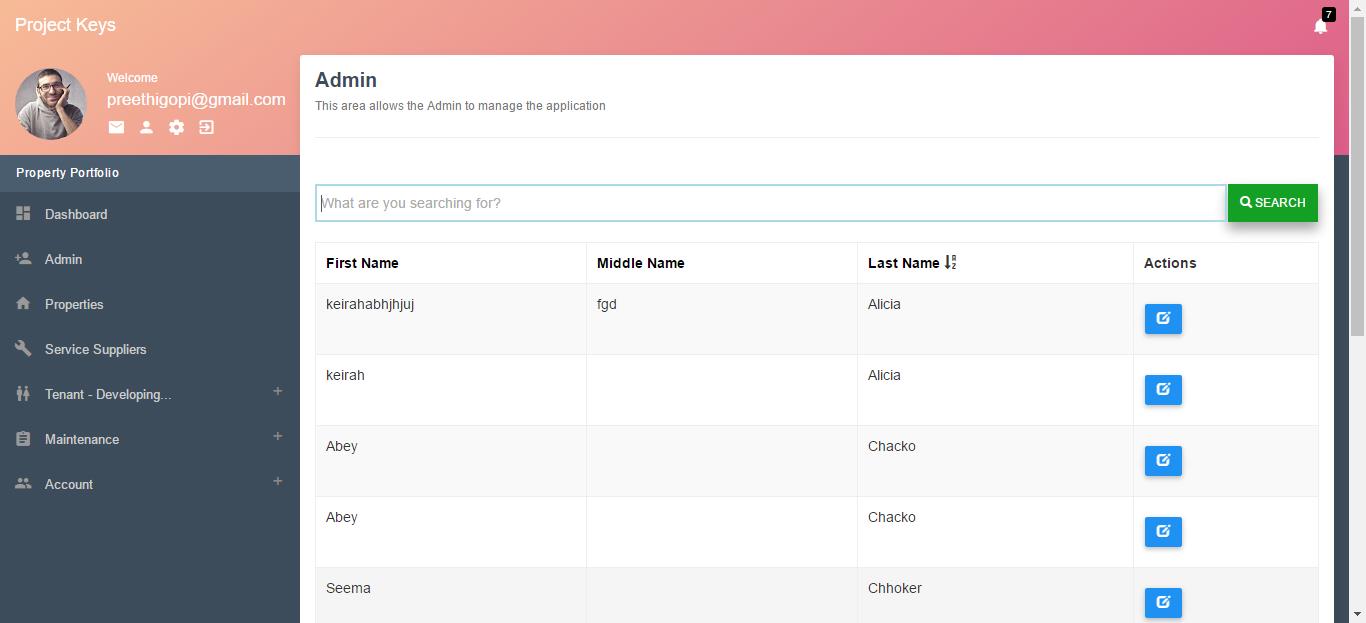 Project Keys
7
Welcome
preethigopi@gmail.com
Property Portfolio
Dashboard
Admin
Properties
Service Suppliers
Tenant - Developing...
Maintenance
Account
Admin
This area allows the Admin to manage the application
What are you searching for?
SEARCH
First Name Middle Name Last Name Actions
keirahabhjhjuj fgd Alicia
keirah Alicia
Abey Chacko
Abey Chacko
Seema Chhoker